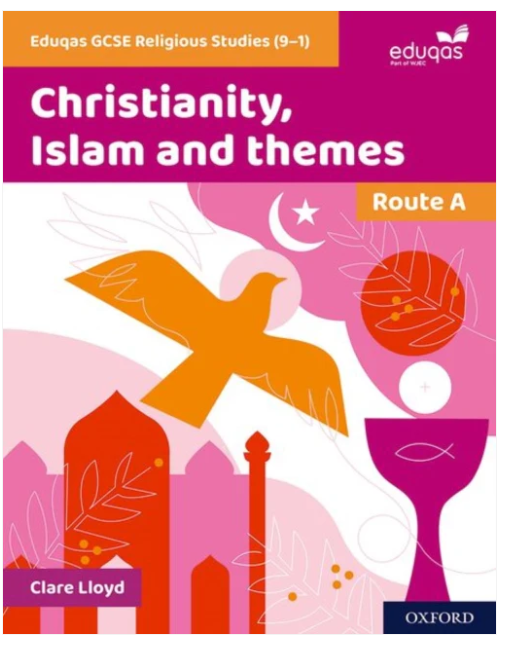 Eduqas GCSE Religious Studies (9–1)
eduqas
Part of WJEC
Christianity,
Islam and themes
Route A
Clare Lloyd
OXFORD